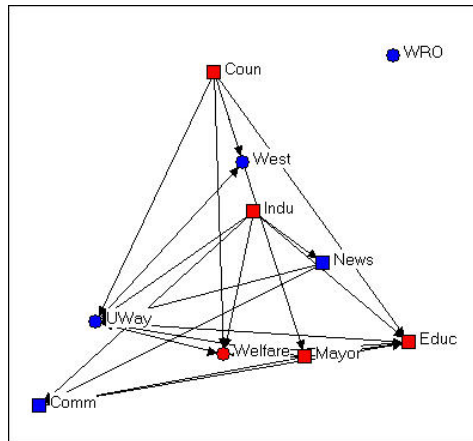 WRO
Coun
West
Indu
News
UWay
Educ
Welfare
Mayor
Comm